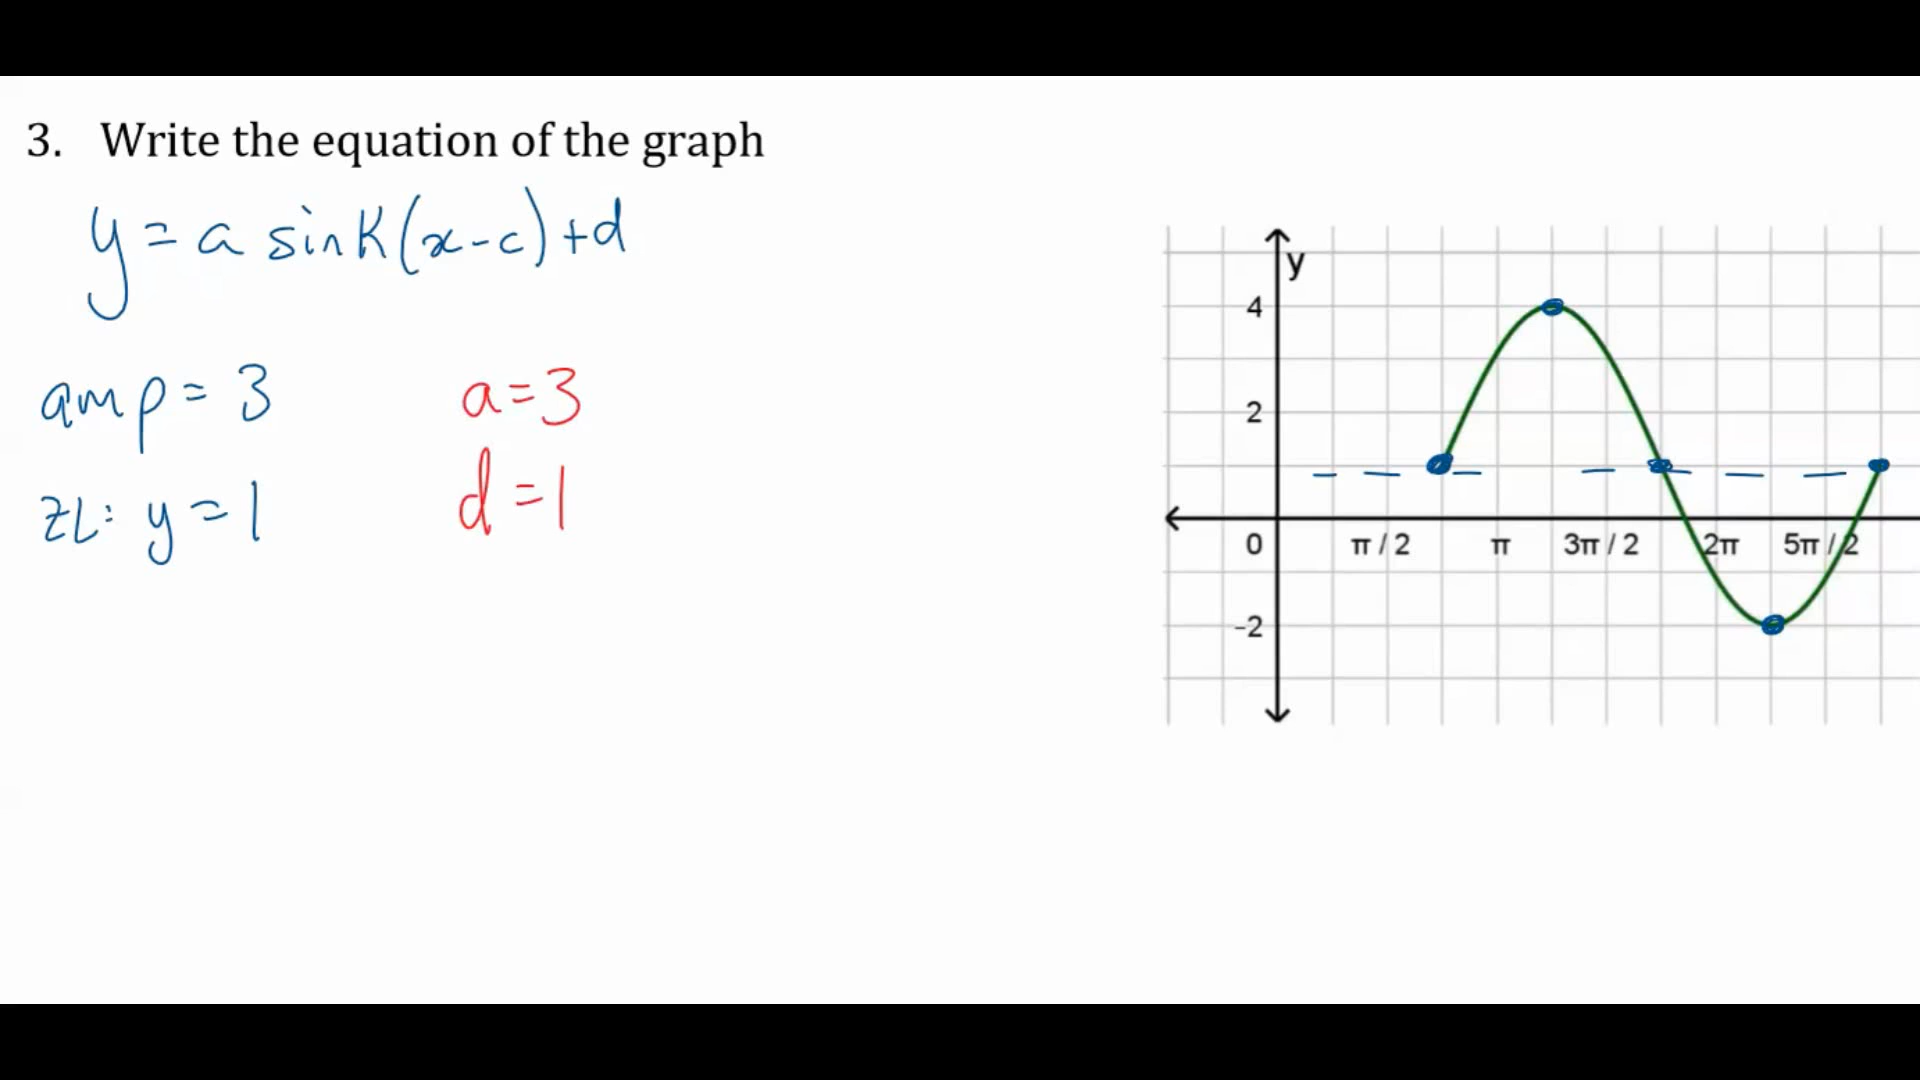 3. Write the equation of the graph
y = a sin k(x-c)+d
amp = 3
a=3
ZL: y = 1
d=1
y
4
2
0
π / 2
π
3π / 2
2π
5π / 2
-2